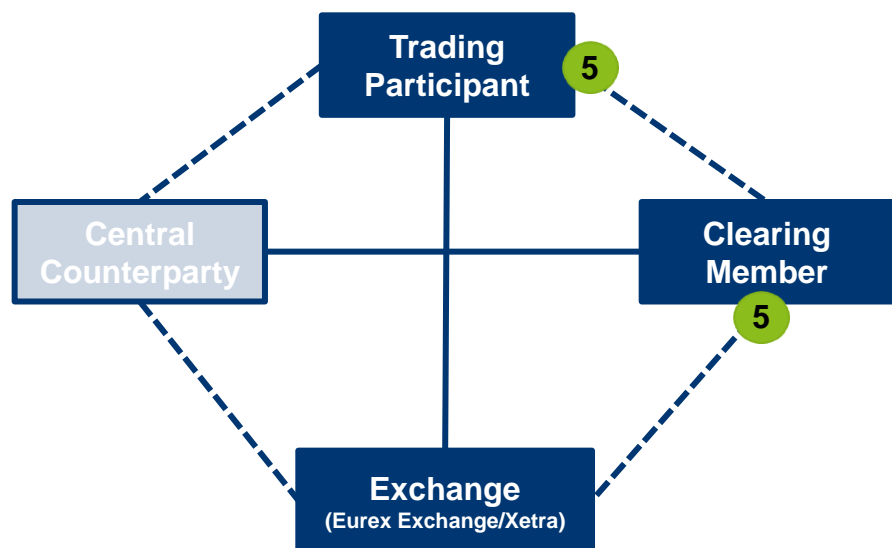 Trading
Participant
5
Central
Counterparty
Clearing
Member
5
Exchange
(Eurex Exchange/Xetra)